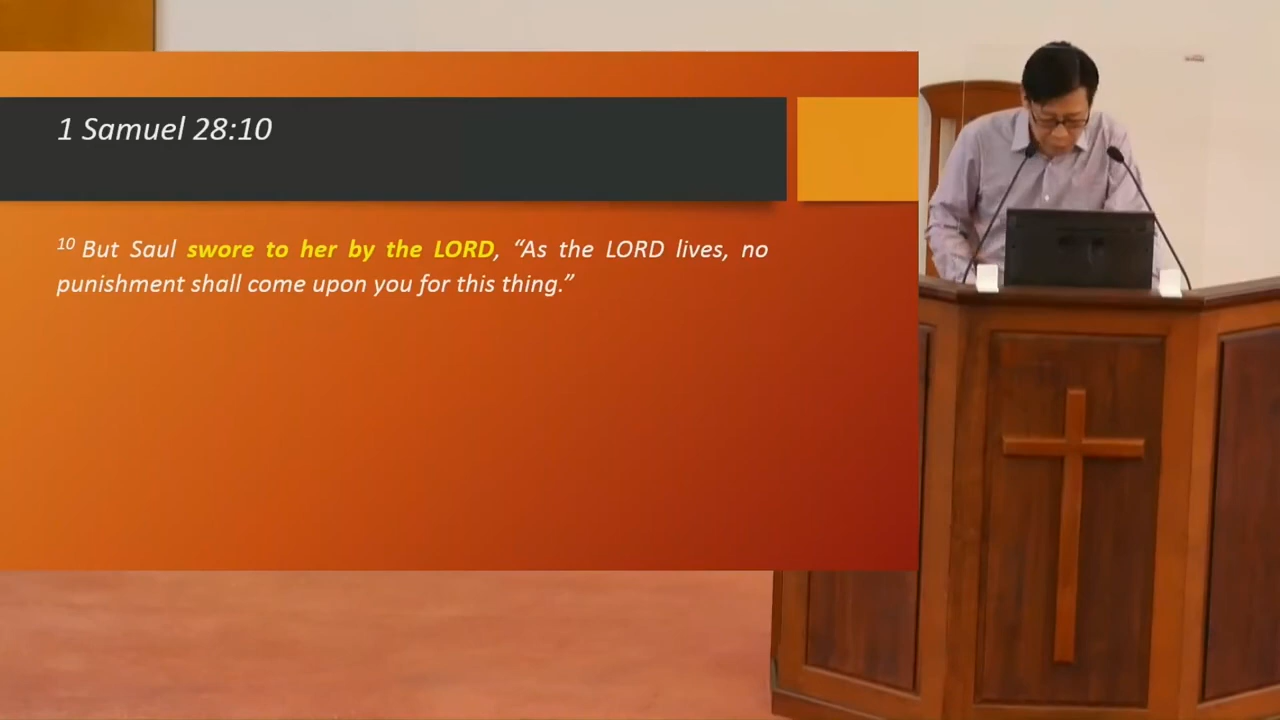 1 Samuel 28:10
10 But Saul swore to her by the LORD, “As the LORD lives, no
punishment shall come upon you for this thing.”